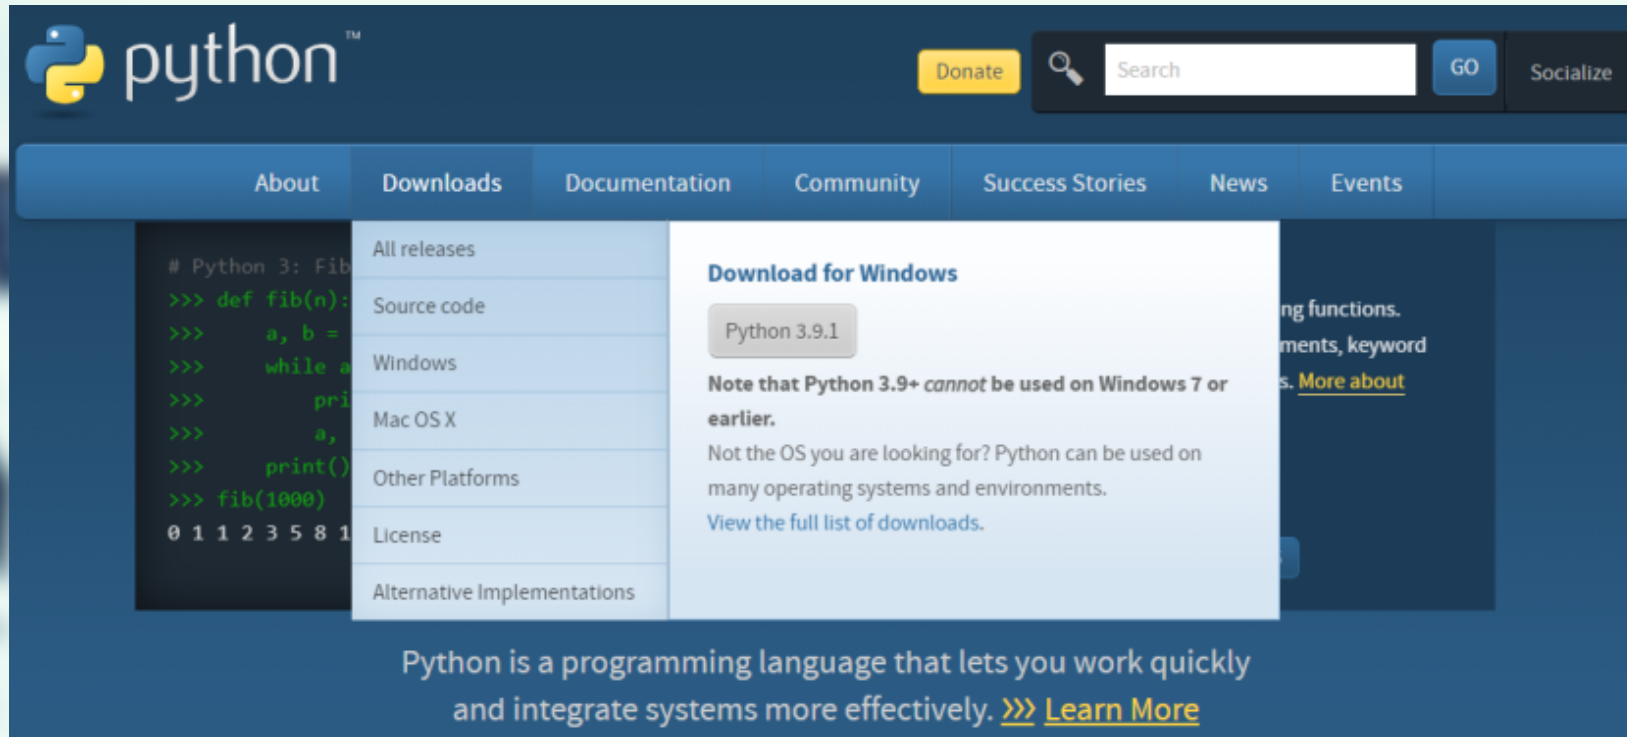 python™
Donate
Search
GO
Socialize
About
Downloads
Documentation
Community
Success Stories
News
Events
# Python 3: Fib
>>> def fib(n):
>>>     a, b =
>>>     while a
>>>         pri
>>>         a,
>>>     print()
>>> fib(1000)
0 1 1 2 3 5 8 1
All releases
Source code
Windows
Mac OS X
Other Platforms
License
Alternative Implementations
Download for Windows
Python 3.9.1
Note that Python 3.9+ cannot be used on Windows 7 or
earlier.
Not the OS you are looking for? Python can be used on
many operating systems and environments.
View the full list of downloads.
ng functions.
ments, keyword
s. More about
Python is a programming language that lets you work quickly
and integrate systems more effectively. >>> Learn More